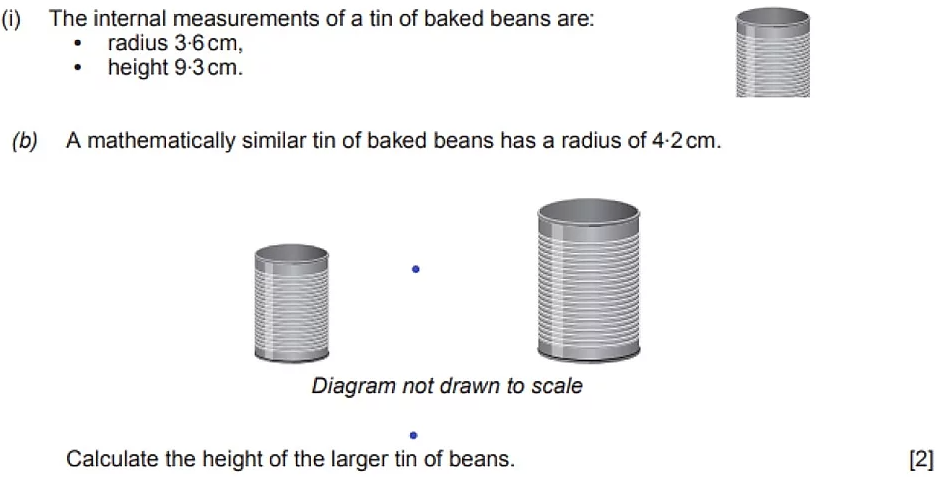 (i) The internal measurements of a tin of baked beans are:
• radius 3·6 cm,
• height 9·3 cm.
(b) A mathematically similar tin of baked beans has a radius of 4·2 cm.
Diagram not drawn to scale
Calculate the height of the larger tin of beans. [2]